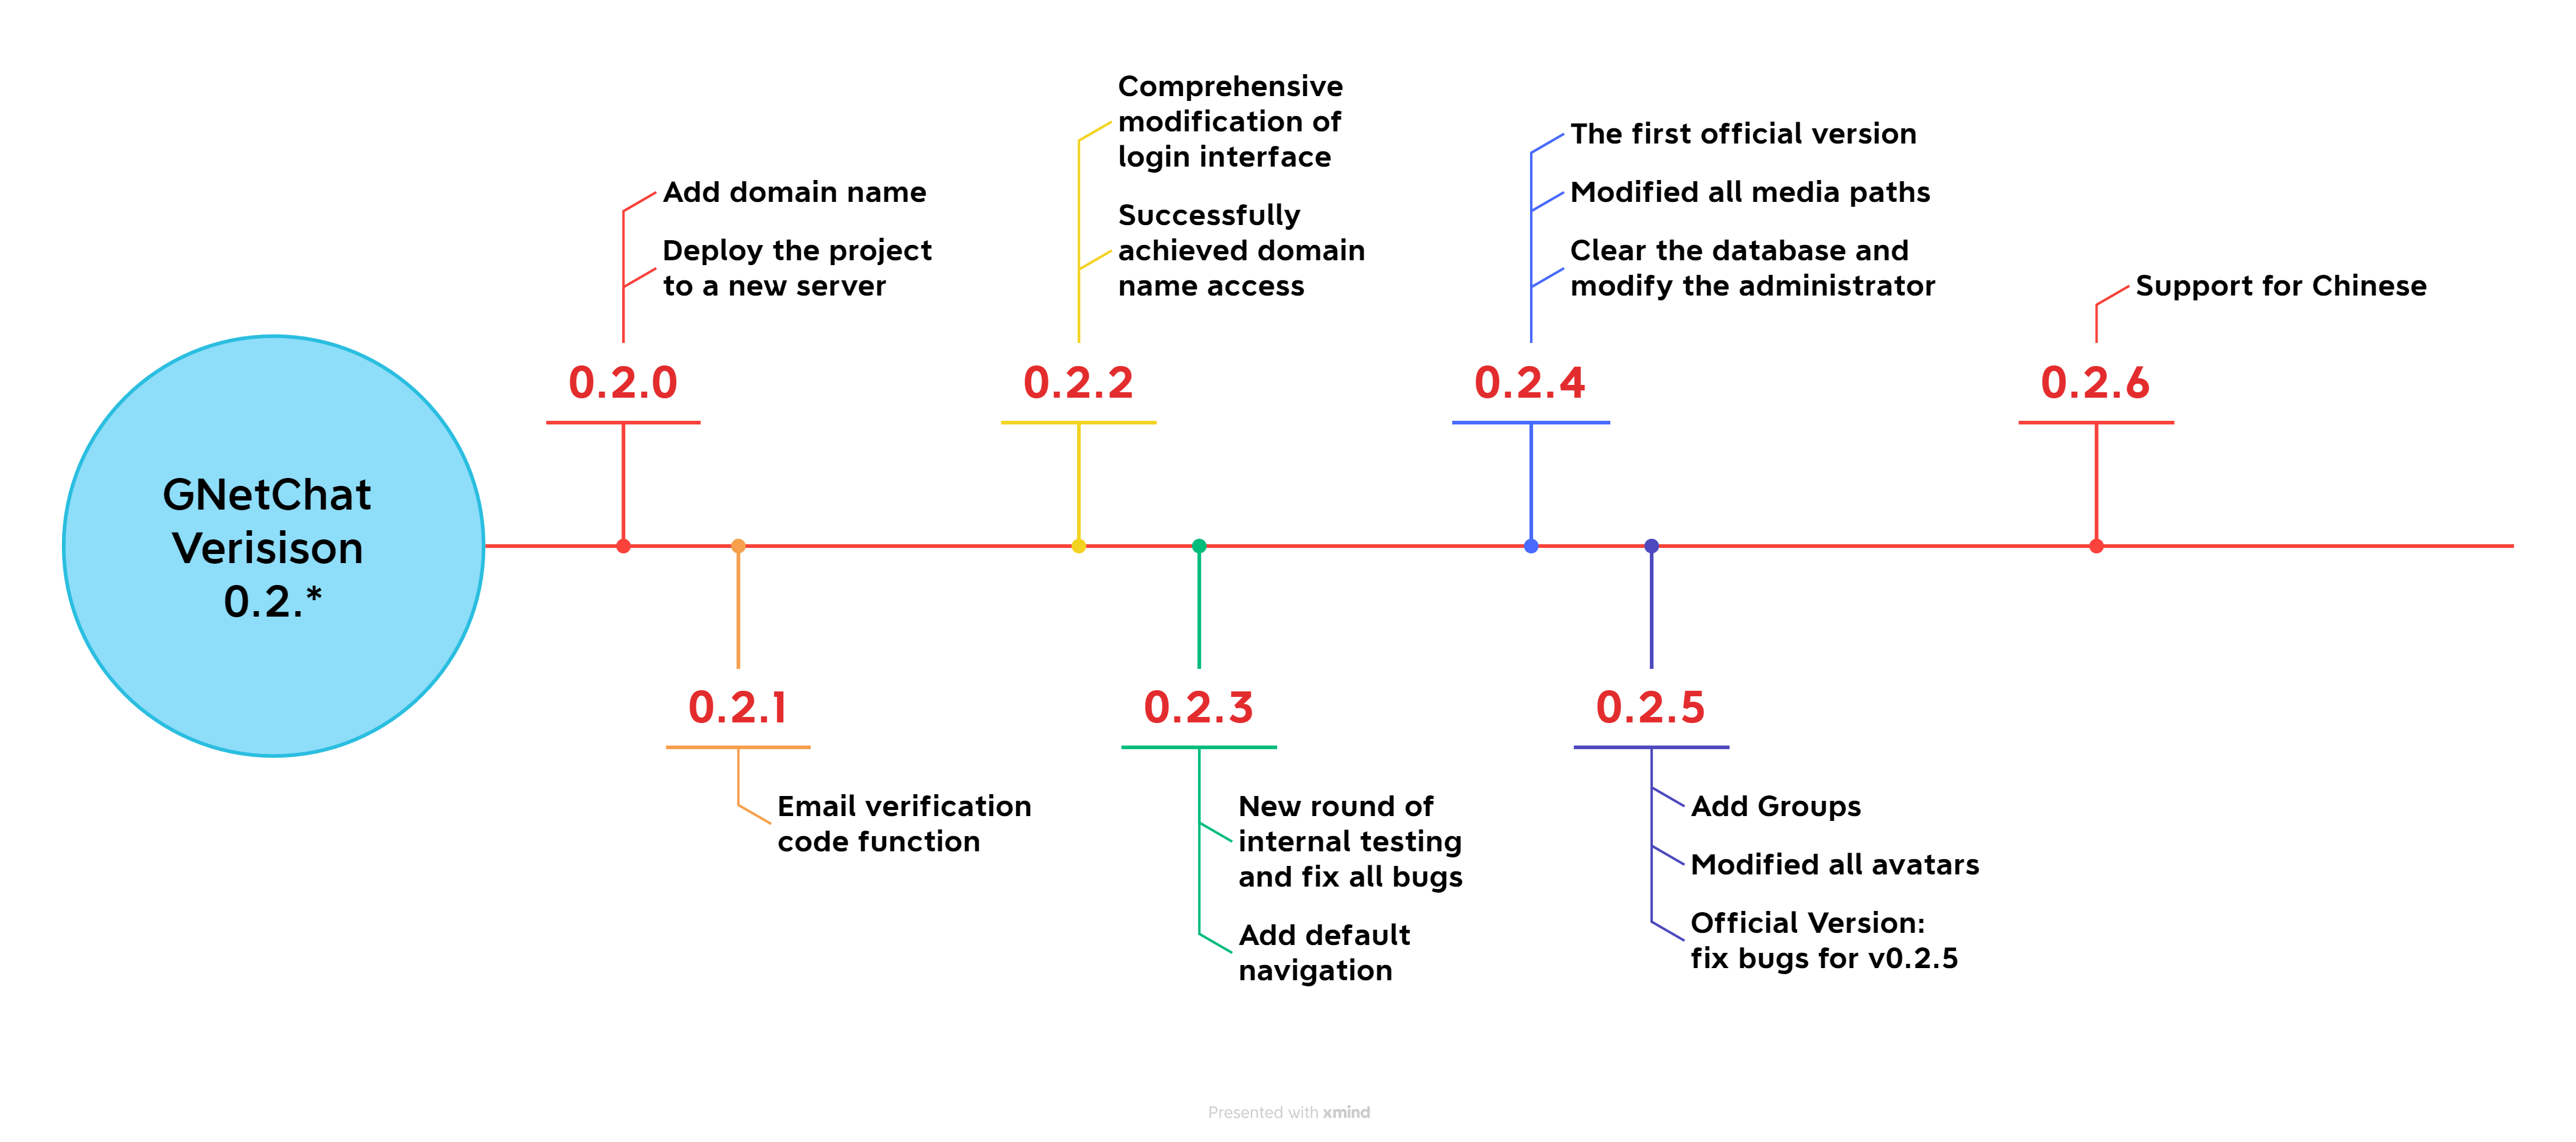 GNetChat
Verisison
0.2.*
Add domain name
Deploy the project
to a new server
0.2.0
0.2.1
Email verification
code function
Comprehensive
modification of
login interface
Successfully
achieved domain
name access
0.2.2
0.2.3
New round of
internal testing
and fix all bugs
Add default
navigation
The first official version
Modified all media paths
Clear the database and
modify the administrator
0.2.4
0.2.5
Add Groups
Modified all avatars
Official Version:
fix bugs for v0.2.5
Support for Chinese
0.2.6
Presented with xmind